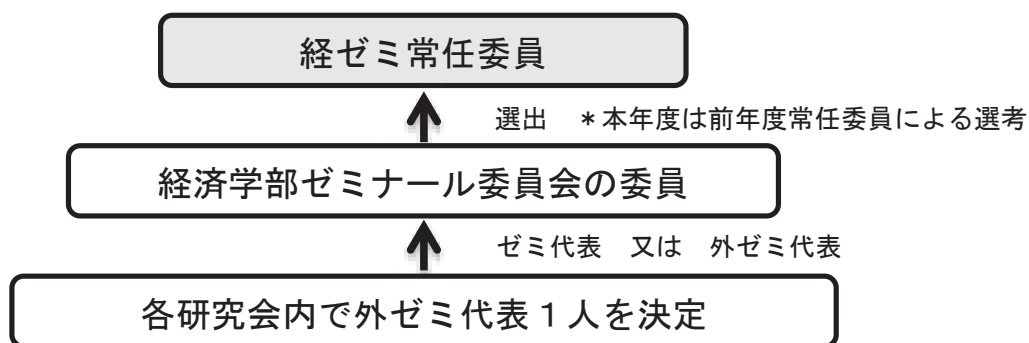 経ゼミ常任委員
選出　＊本年度は前年度常任委員による選考
経済学部ゼミナール委員会の委員
ゼミ代表　又は　外ゼミ代表
各研究会内で外ゼミ代表１人を決定